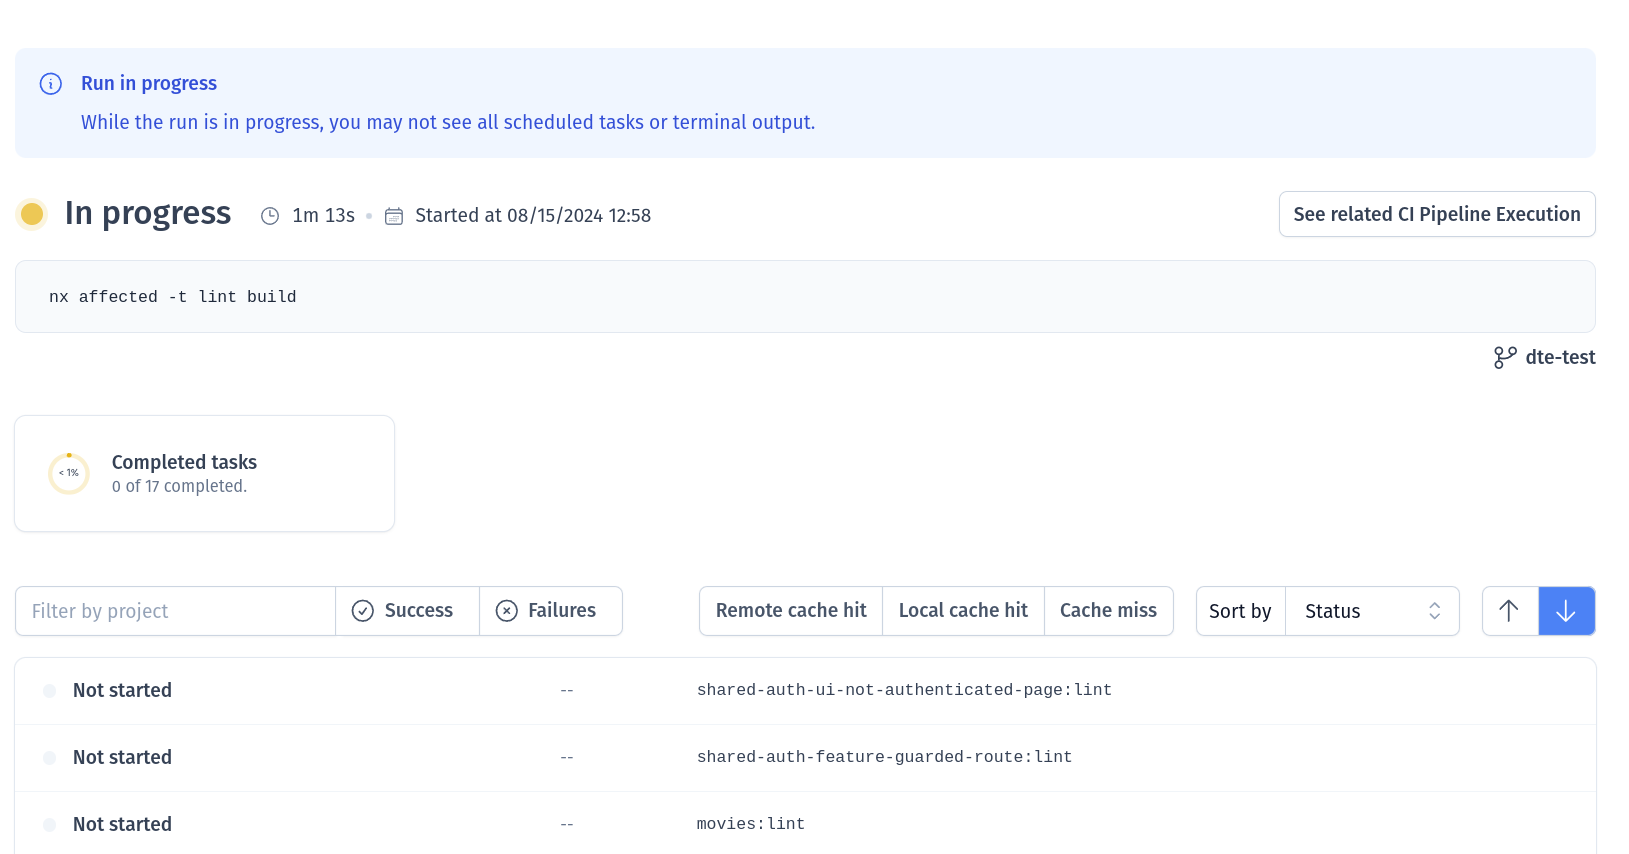 Run in progress
While the run is in progress, you may not see all scheduled tasks or terminal output.
In progress 1m 13s Started at 08/15/2024 12:58 See related CI Pipeline Execution
nx affected -t lint build
dte-test
< 1%
Completed tasks
0 of 17 completed.
Filter by project Success Failures Remote cache hit Local cache hit Cache miss Sort by Status
Not started -- shared-auth-ui-not-authenticated-page:lint
Not started -- shared-auth-feature-guarded-route:lint
Not started -- movies:lint